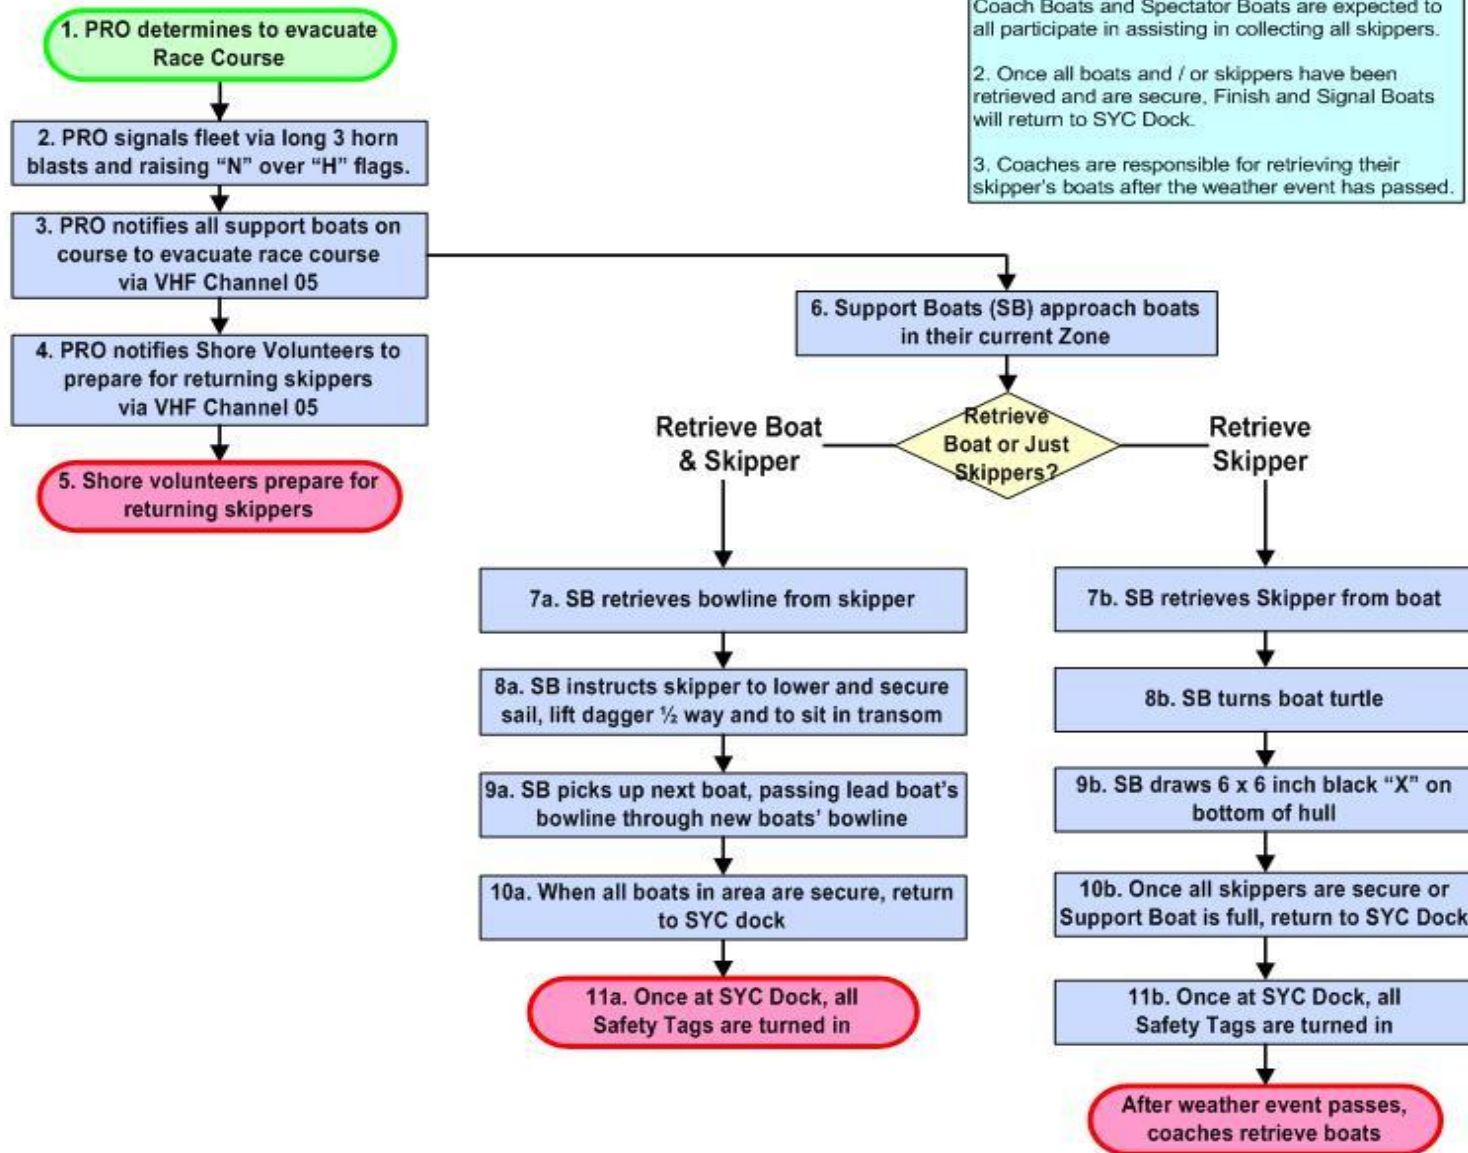 1. PRO determines to evacuate
Race Course
2. PRO signals fleet via long 3 horn
blasts and raising “N” over “H” flags.
3. PRO notifies all support boats on
course to evacuate race course
via VHF Channel 05
4. PRO notifies Shore Volunteers to
prepare for returning skippers
via VHF Channel 05
5. Shore volunteers prepare for
returning skippers
Coach Boats and Spectator Boats are expected to
all participate in assisting in collecting all skippers.
2. Once all boats and / or skippers have been
retrieved and are secure, Finish and Signal Boats
will return to SYC Dock.
3. Coaches are responsible for retrieving their
skipper's boats after the weather event has passed.
6. Support Boats (SB) approach boats
in their current Zone
Retrieve
Boat or Just
Skippers?
Retrieve Boat
& Skipper
7a. SB retrieves bowline from skipper
8a. SB instructs skipper to lower and secure
sail, lift dagger ½ way and to sit in transom
9a. SB picks up next boat, passing lead boat’s
bowline through new boats’ bowline
10a. When all boats in area are secure, return
to SYC dock
11a. Once at SYC Dock, all
Safety Tags are turned in
Retrieve
Skipper
7b. SB retrieves Skipper from boat
8b. SB turns boat turtle
9b. SB draws 6 x 6 inch black “X” on
bottom of hull
10b. Once all skippers are secure or
Support Boat is full, return to SYC Dock
11b. Once at SYC Dock, all
Safety Tags are turned in
After weather event passes,
coaches retrieve boats